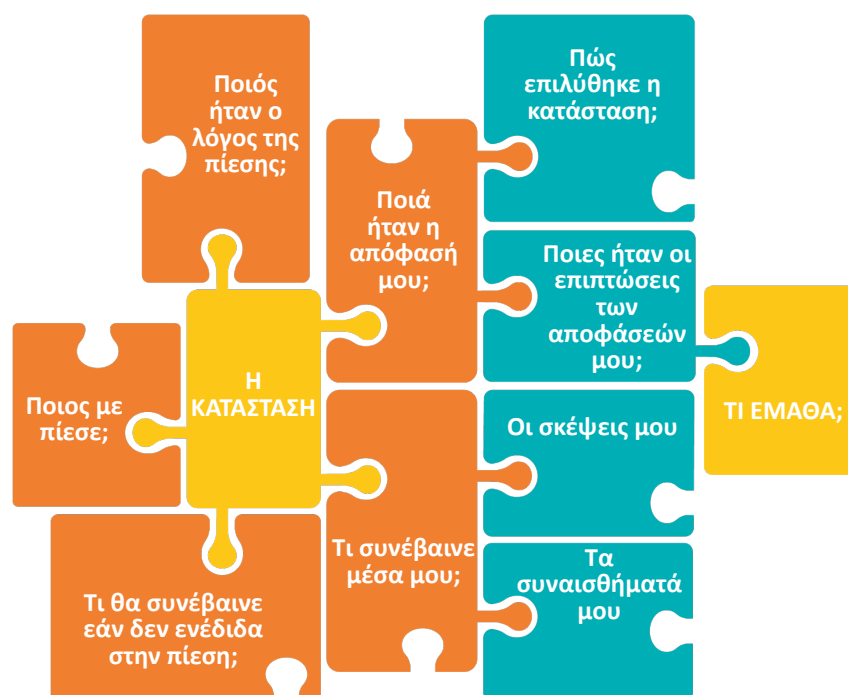 Ποιός
ήταν ο
λόγος της
πίεσης;
Πώς
επιλύθηκε η
κατάσταση;
Ποιά
ήταν η
απόφασή
μου;
Ποιες ήταν οι
επιπτώσεις
των
αποφάσεών
μου;
Η
ΚΑΤΑΣΤΑΣΗ
Ποιος με
πίεσε;
ΤΙ ΕΜΑΘΑ;
Οι σκέψεις μου
Τι συνέβαινε
μέσα μου;
Τα
συναισθήματά
μου
Τι θα συνέβαινε
εάν δεν ενέδιδα
στην πίεση;